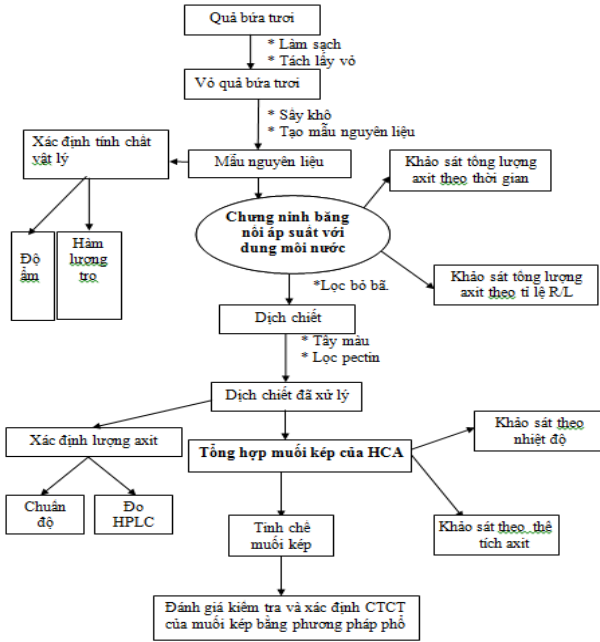 Quả bứa tươi
* Làm sạch
* Tách lấy vỏ
Vỏ quả bứa tươi
* Sấy khô
* Tạo mẫu nguyên liệu
Xác định tính chất
vật lý
Mẫu nguyên liệu
Khảo sát tổng lượng
axit theo thời gian
Chưng ninh bằng
nồi áp suất với
dung môi nước
Độ
ẩm
Hàm
lượng
tro
Khảo sát tổng lượng
axit theo tỉ lệ R/L
*Lọc bỏ bã.
Dịch chiết
* Tẩy màu
* Lọc pectin
Dịch chiết đã xử lý
Xác định lượng axit
Tổng hợp muối kép của HCA
Khảo sát theo
nhiệt độ
Chuẩn
độ
Đo
HPLC
Tinh chế
muối kép
Khảo sát theo thể
tích axit
Đánh giá kiểm tra và xác định CTCT
của muối kép bằng phương pháp phổ